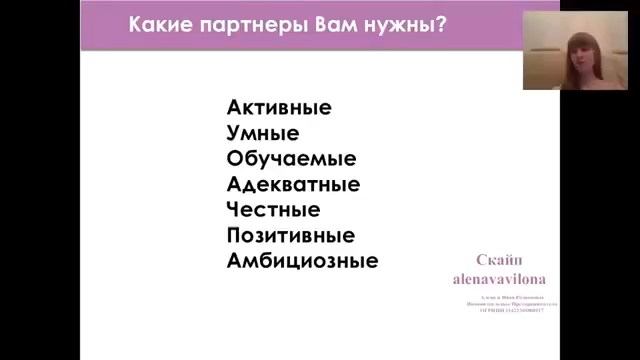 Какие партнеры Вам нужны?
Активные
Умные
Обучаемые
Адекватные
Честные
Позитивные
Амбициозные
Скайп
alenavavilona